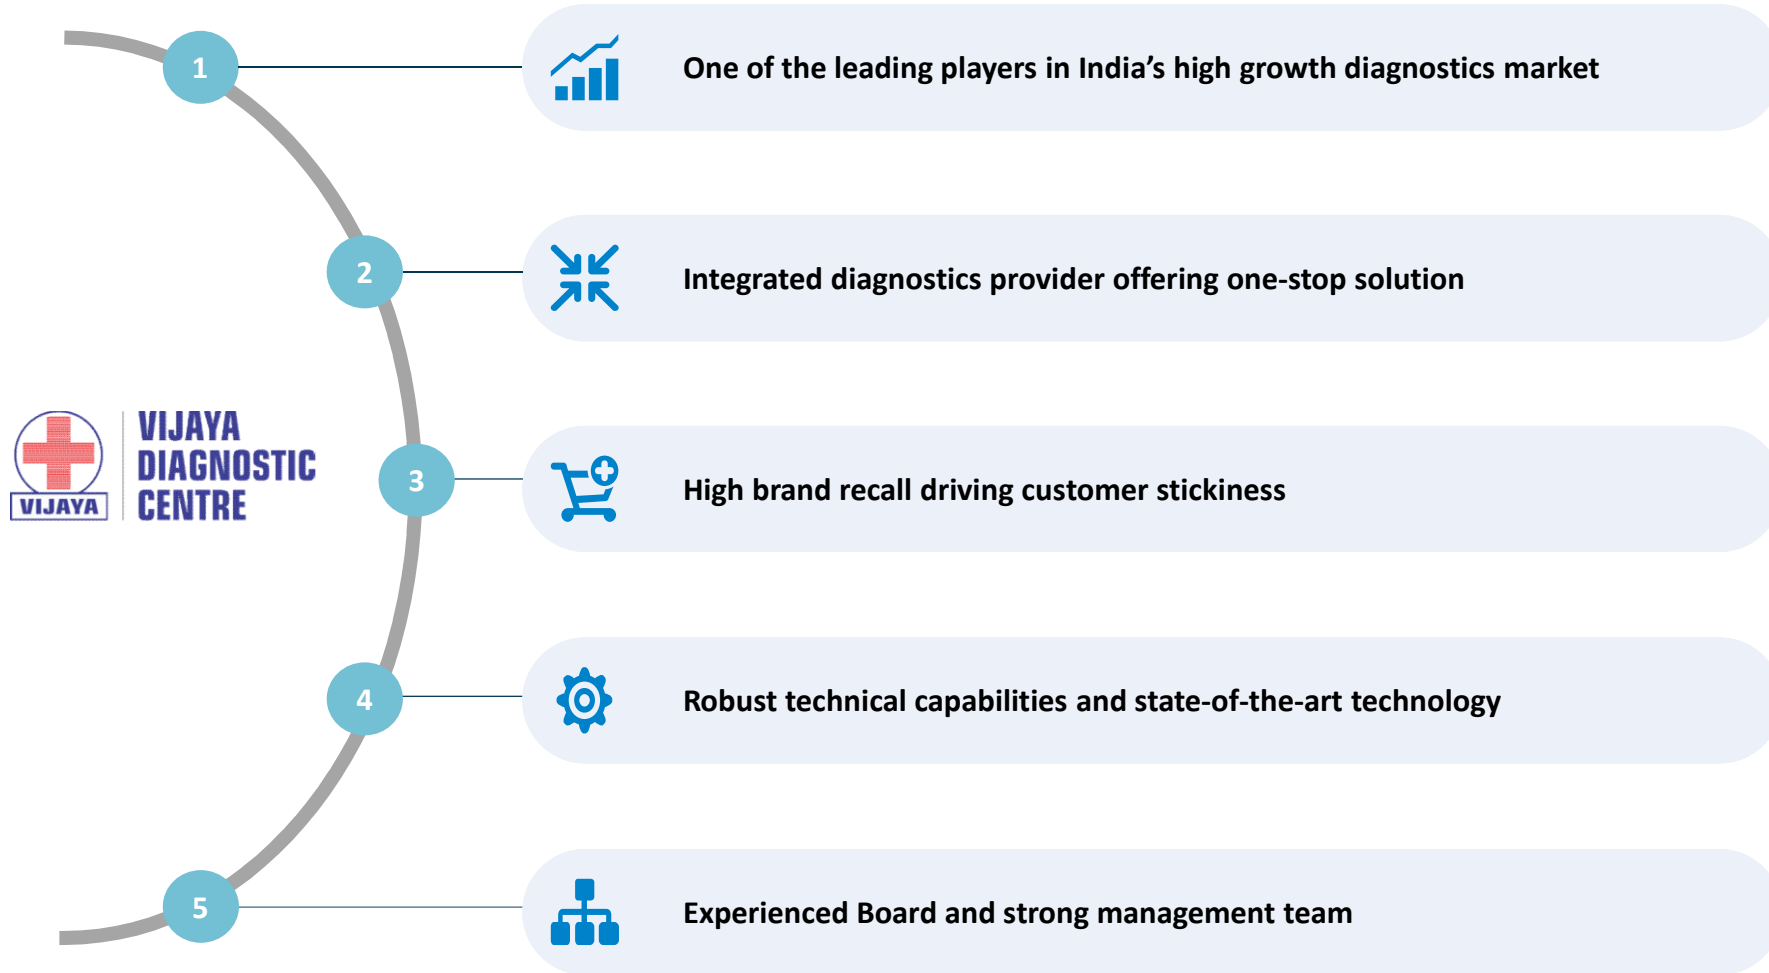 1
One of the leading players in India’s high growth diagnostics market
2
Integrated diagnostics provider offering one-stop solution
VIJAYA
VIJAYA
DIAGNOSTIC
CENTRE
3
High brand recall driving customer stickiness
4
Robust technical capabilities and state-of-the-art technology
5
Experienced Board and strong management team